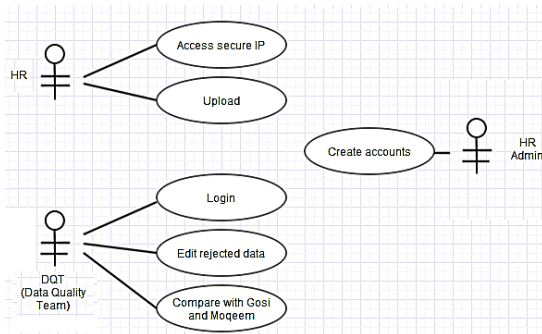 Access secure IP
HR
Upload
HR
Admin
Create accounts
Login
Edit rejected data
DQT
(Data Quality
Team)
Compare with Gosi
and Moqeem